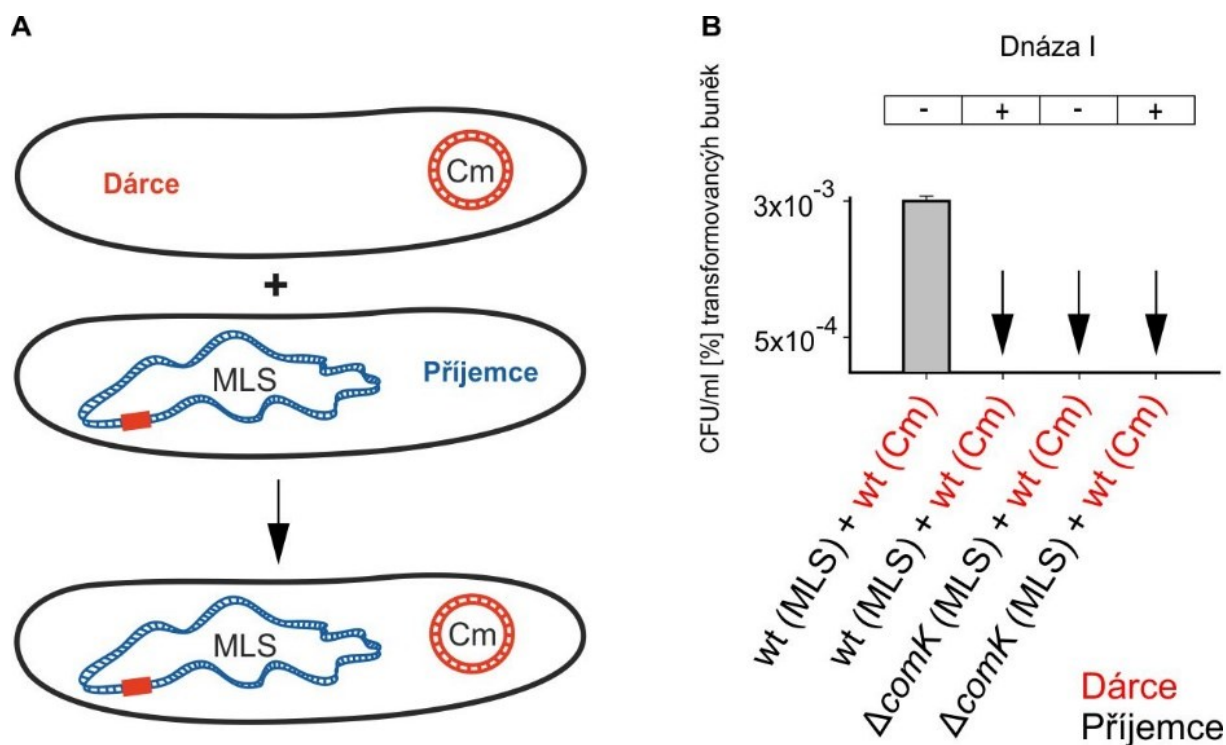 A
Dárce
Cm
+
MLS
Příjemce
MLS
Cm
B
Dnáza I
- + - +
CFU/ml [%] transformovancýh buněk
3x10⁻³
5x10⁻⁴
wt (MLS) + wt (Cm)
wt (MLS) + wt (Cm)
ΔcomK (MLS) + wt (Cm)
ΔcomK (MLS) + wt (Cm)
Dárce
Příjemce